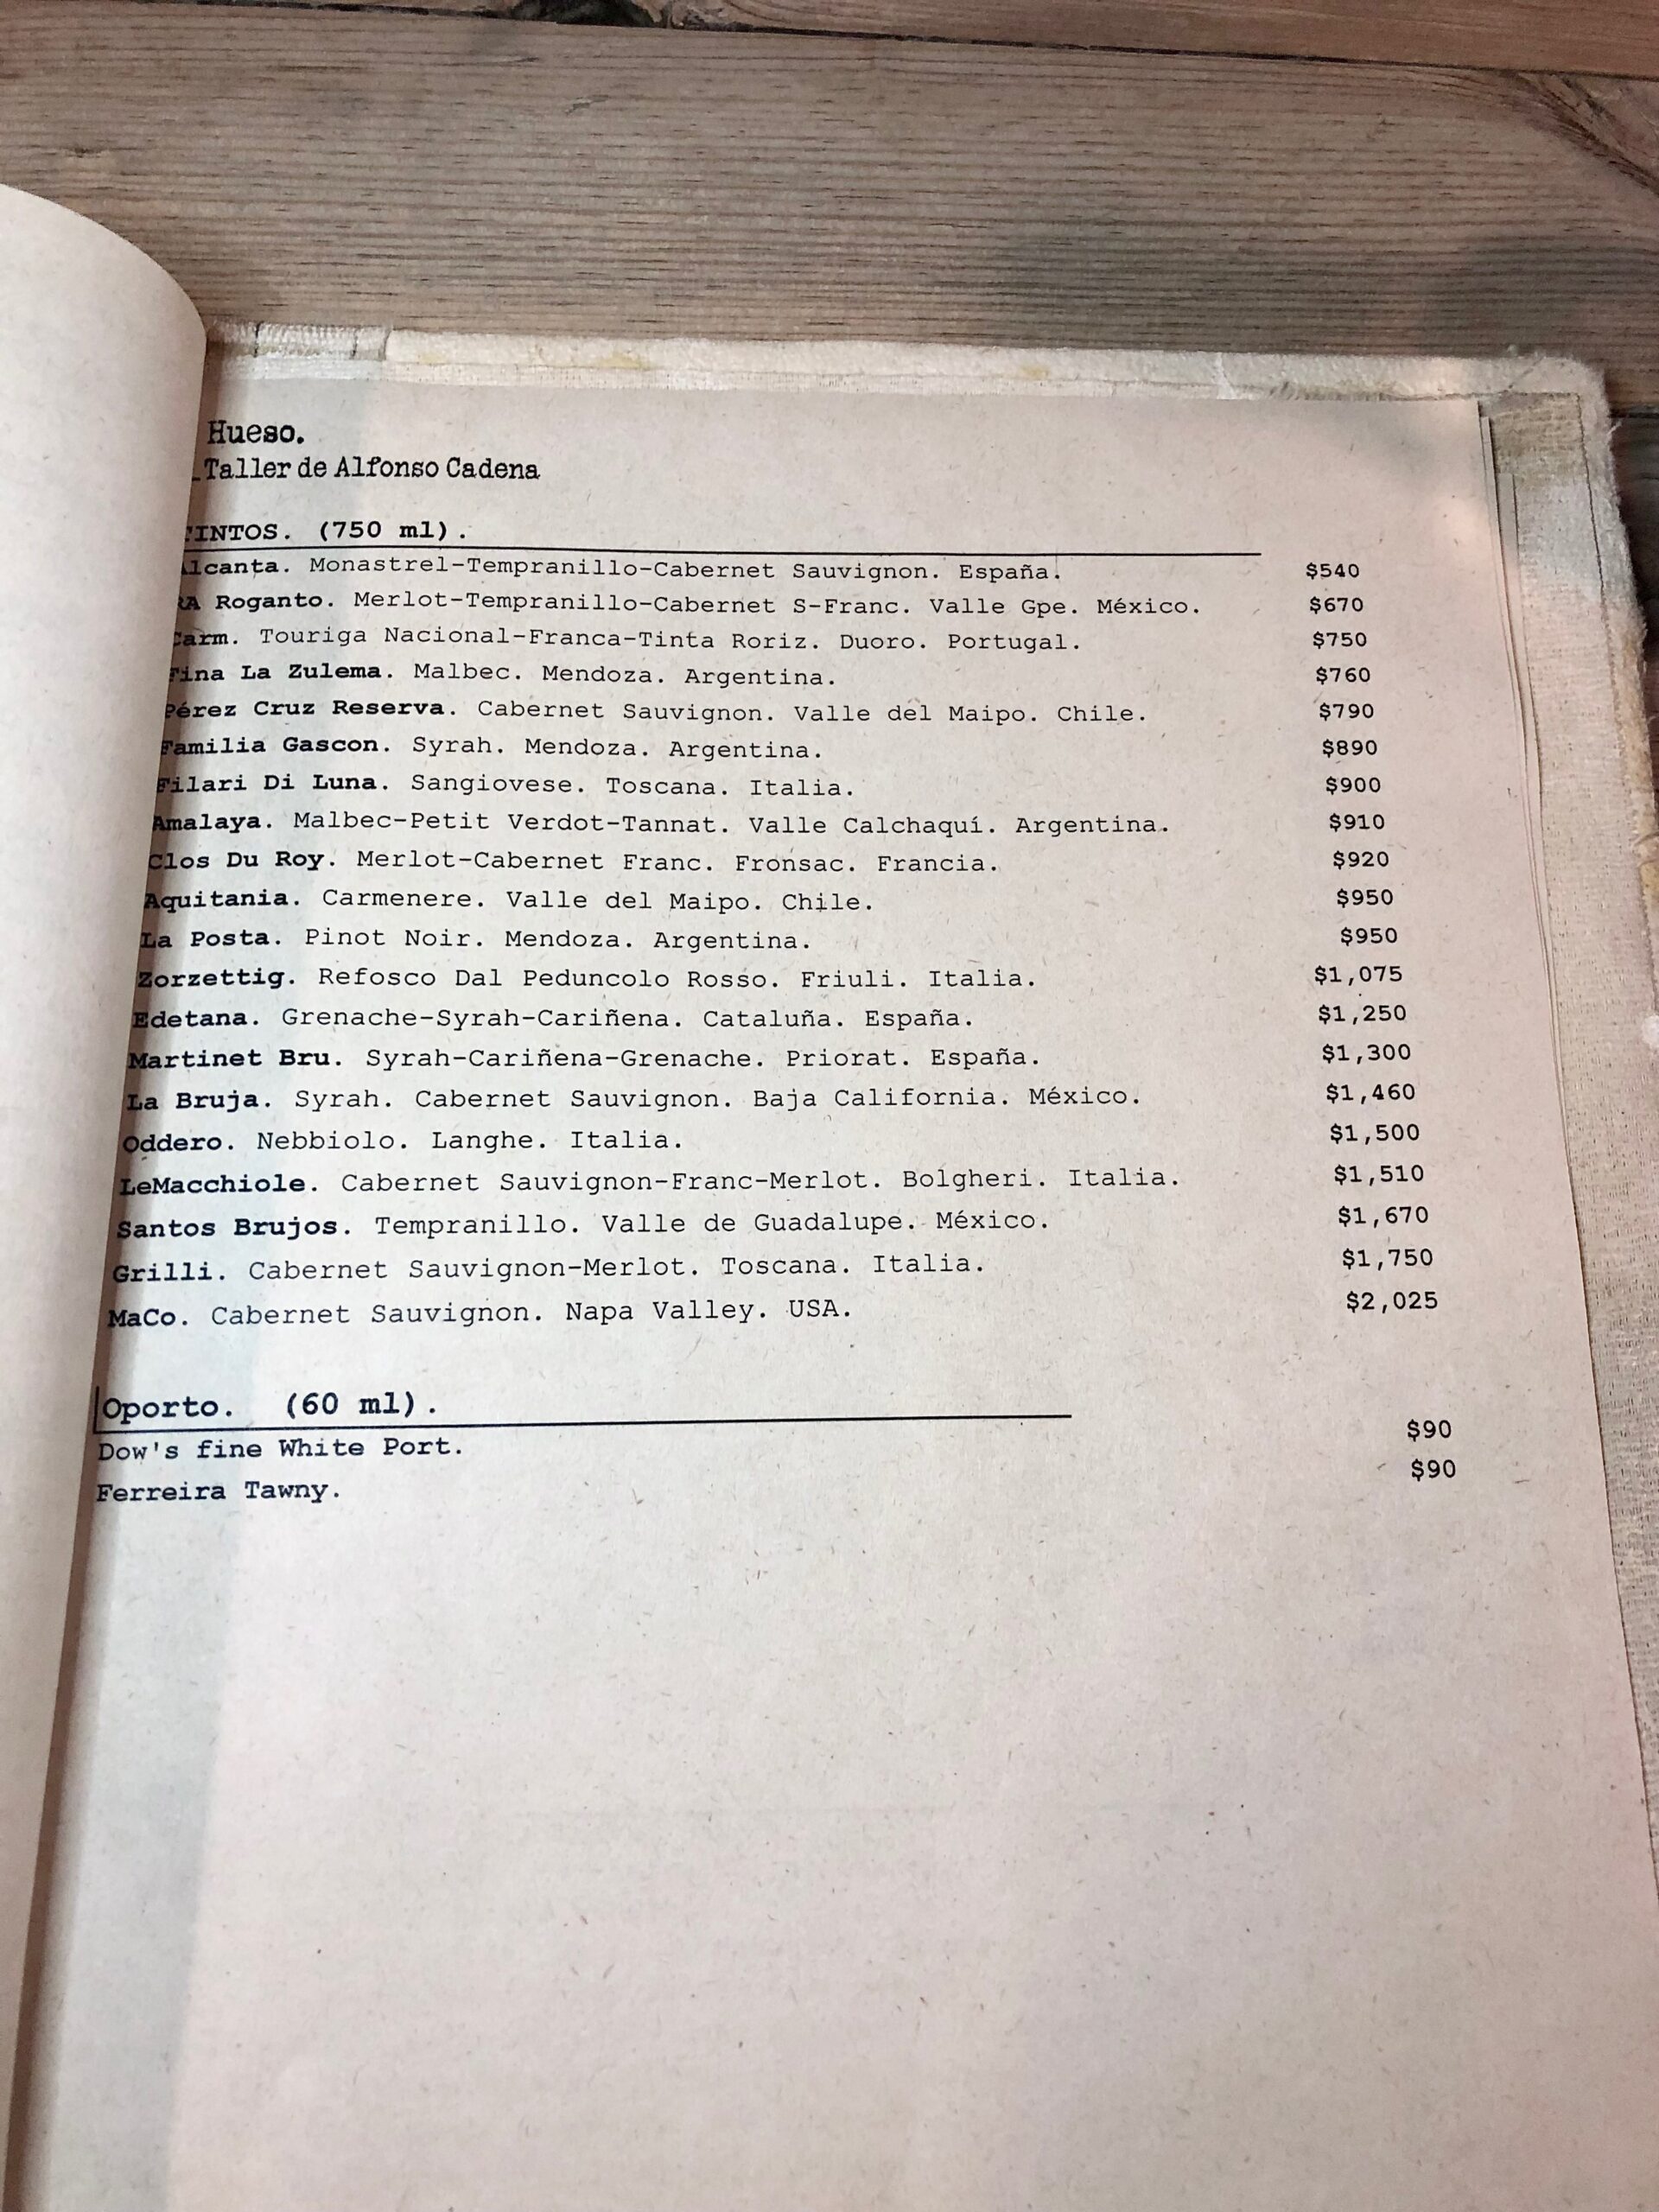 Hueso.
Taller de Alfonso Cadena
TINTOS. (750 ml).
Alcanta. Monastrel-Tempranillo-Cabernet Sauvignon. España. $540
RA Roganto. Merlot-Tempranillo-Cabernet S-Franc. Valle Gpe. México. $670
Carm. Touriga Nacional-Franca-Tinta Roriz. Duoro. Portugal. $750
Fina La Zulema. Malbec. Mendoza. Argentina. $760
Pérez Cruz Reserva. Cabernet Sauvignon. Valle del Maipo. Chile. $790
Familia Gascon. Syrah. Mendoza. Argentina. $890
Filari Di Luna. Sangiovese. Toscana. Italia. $900
Amalaya. Malbec-Petit Verdot-Tannat. Valle Calchaquí. Argentina. $910
Clos Du Roy. Merlot-Cabernet Franc. Fronsac. Francia. $920
Aquitania. Carmenere. Valle del Maipo. Chile. $950
La Posta. Pinot Noir. Mendoza. Argentina. $950
Zorzettig. Refosco Dal Peduncolo Rosso. Friuli. Italia. $1,075
Edetana. Grenache-Syrah-Cariñena. Cataluña. España. $1,250
Martinet Bru. Syrah-Cariñena-Grenache. Priorat. España. $1,300
La Bruja. Syrah. Cabernet Sauvignon. Baja California. México. $1,460
Oddero. Nebbiolo. Langhe. Italia. $1,500
LeMacchiole. Cabernet Sauvignon-Franc-Merlot. Bolgheri. Italia. $1,510
Santos Brujos. Tempranillo. Valle de Guadalupe. México. $1,670
Grilli. Cabernet Sauvignon-Merlot. Toscana. Italia. $1,750
MaCo. Cabernet Sauvignon. Napa Valley. USA. $2,025
Oporto. (60 ml).
Dow's fine White Port. $90
Ferreira Tawny. $90